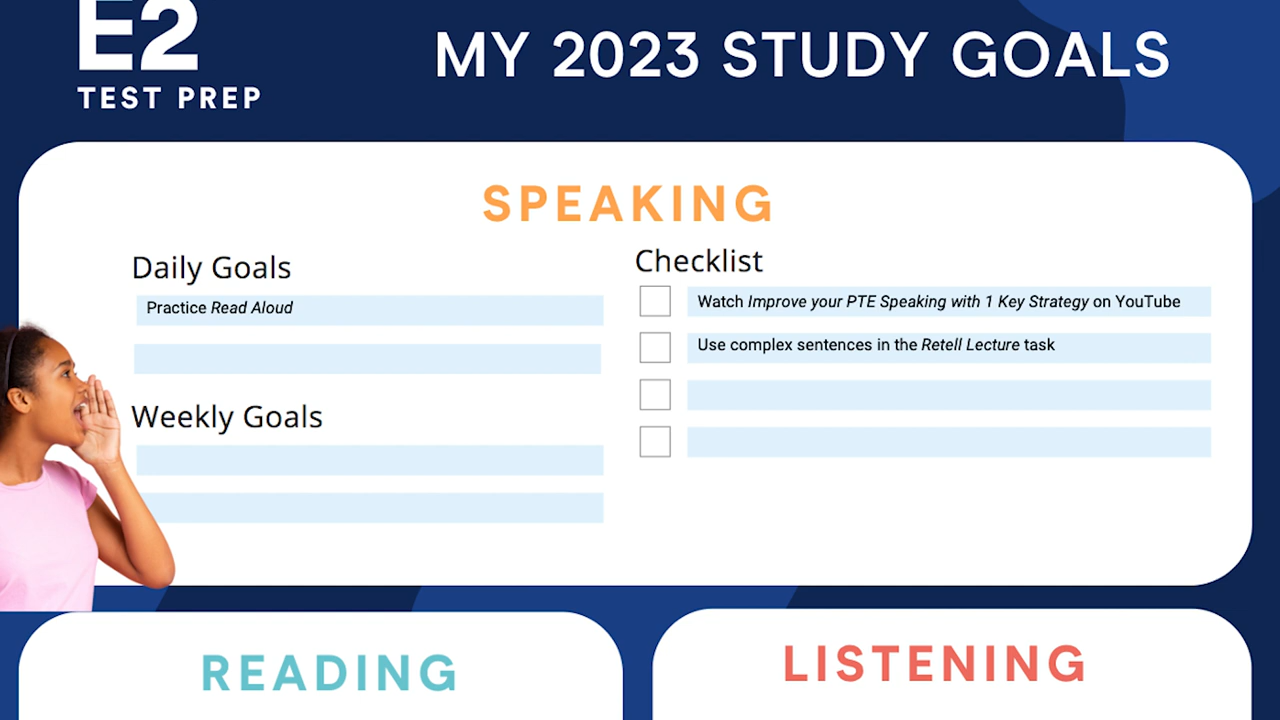 E2
TEST PREP
MY 2023 STUDY GOALS
SPEAKING
Daily Goals
Practice Read Aloud
Weekly Goals
Checklist
Watch Improve your PTE Speaking with 1 Key Strategy on YouTube
Use complex sentences in the Retell Lecture task
READING
LISTENING